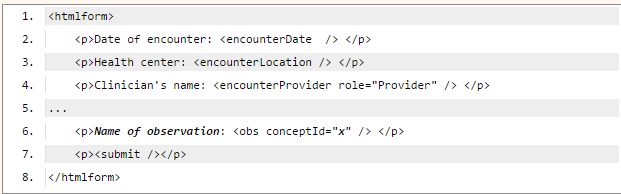 1. <htmlform>
2. <p>Date of encounter: <encounterDate /> </p>
3. <p>Health center: <encounterLocation /> </p>
4. <p>Clinician's name: <encounterProvider role="Provider" /> </p>
5. ...
6. <p>Name of observation: <obs conceptId="x" /> </p>
7. <p><submit /></p>
8. </htmlform>